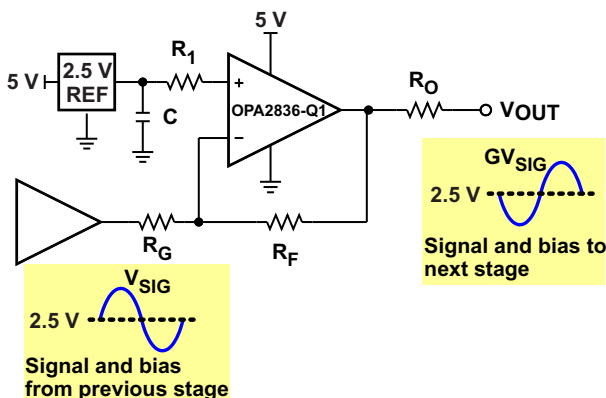 5 V
R1
5 V
2.5 V
REF
C
+
OPA2836-Q1
−
RO
VOUT
GVSIG
2.5 V
Signal and bias to
next stage
RG
RF
VSIG
2.5 V
Signal and bias
from previous stage